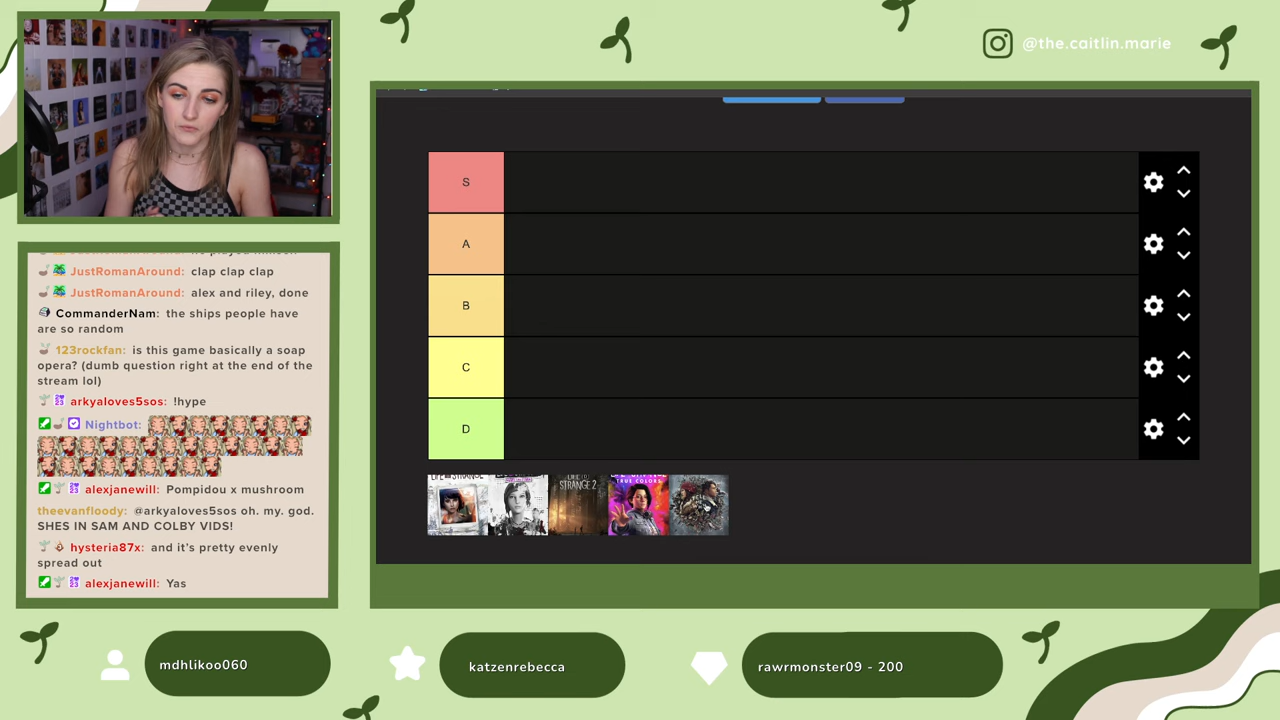 @the.caitlin.marie
JustRomanAround: clap clap clap
JustRomanAround: alex and riley, done
CommanderNam: the ships people have
are so random
123rockfan: is this game basically a soap
opera? (dumb question right at the end of the
stream lol)
arkyaloves5sos: !hype
Nightbot:
alexjanewill: Pompidou x mushroom
theevanfloody: @arkyaloves5sos oh. my. god.
SHES IN SAM AND COLBY VIDS!
hysteria87x: and it's pretty evenly
spread out
alexjanewill: Yas
S
A
B
C
D
STRANGE 2
TRUE COLORS
mdhlikoo060
katzenrebecca
rawrmonster09 - 200